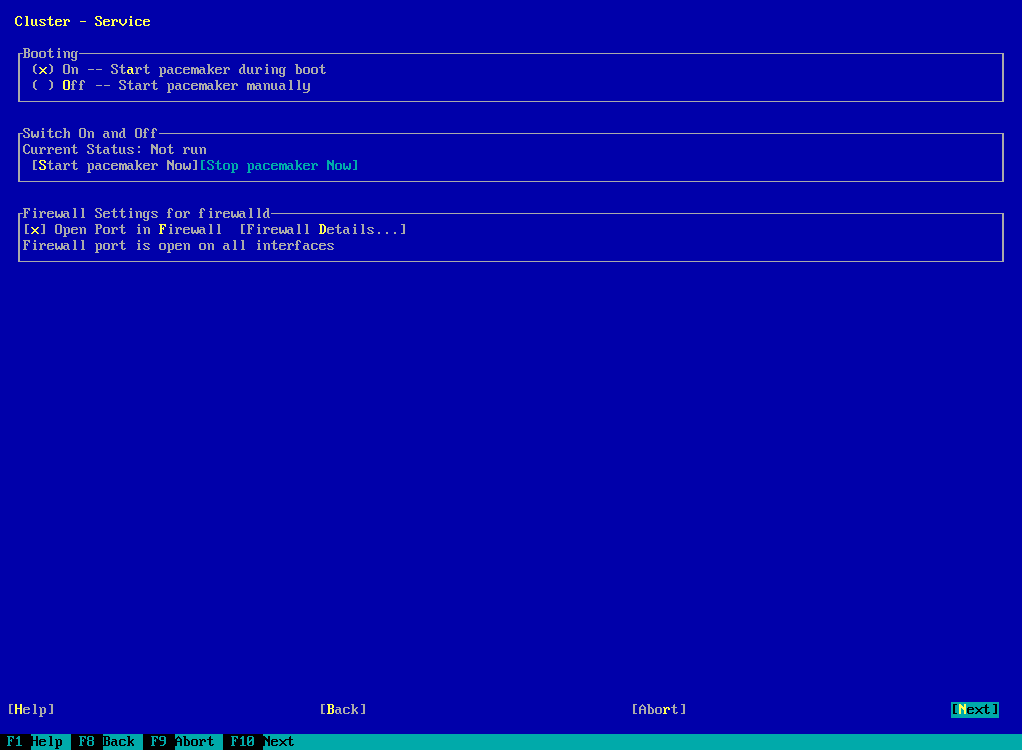 Cluster - Service
Booting
(x) On -- Start pacemaker during boot
( ) Off -- Start pacemaker manually
Switch On and Off
Current Status: Not run
[Start pacemaker Now][Stop pacemaker Now]
Firewall Settings for firewalld
[x] Open Port in Firewall  [Firewall Details...]
Firewall port is open on all interfaces
[Help] [Back] [Abort] [Next]
F1 Help F8 Back F9 Abort F10 Next